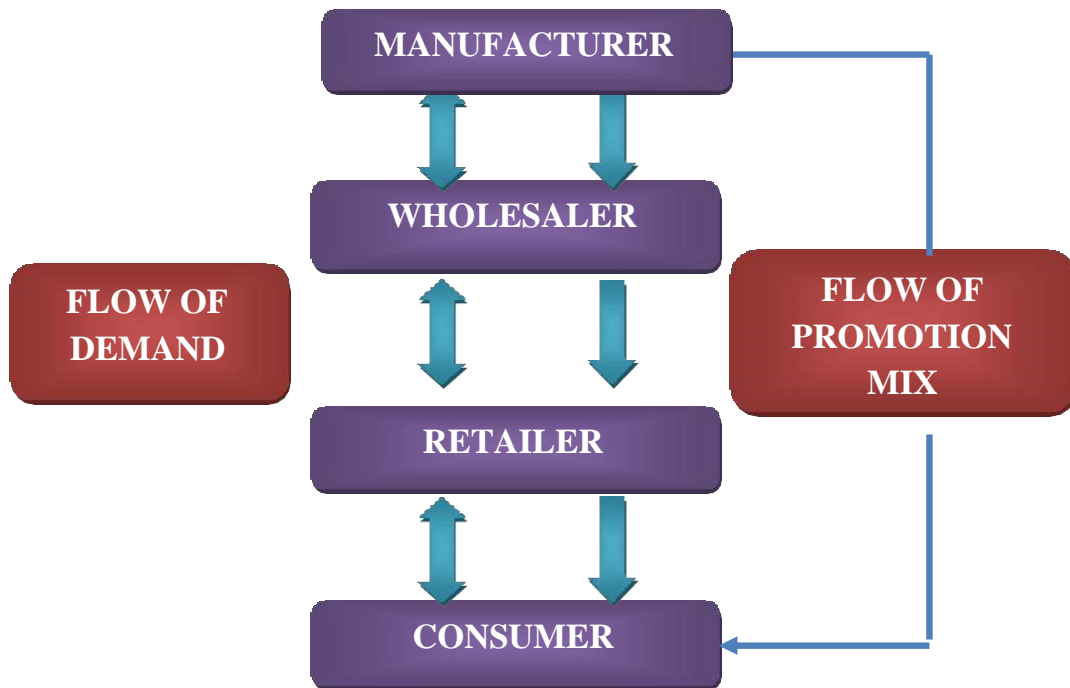 MANUFACTURER
WHOLESALER
FLOW OF
DEMAND
FLOW OF
PROMOTION
MIX
RETAILER
CONSUMER